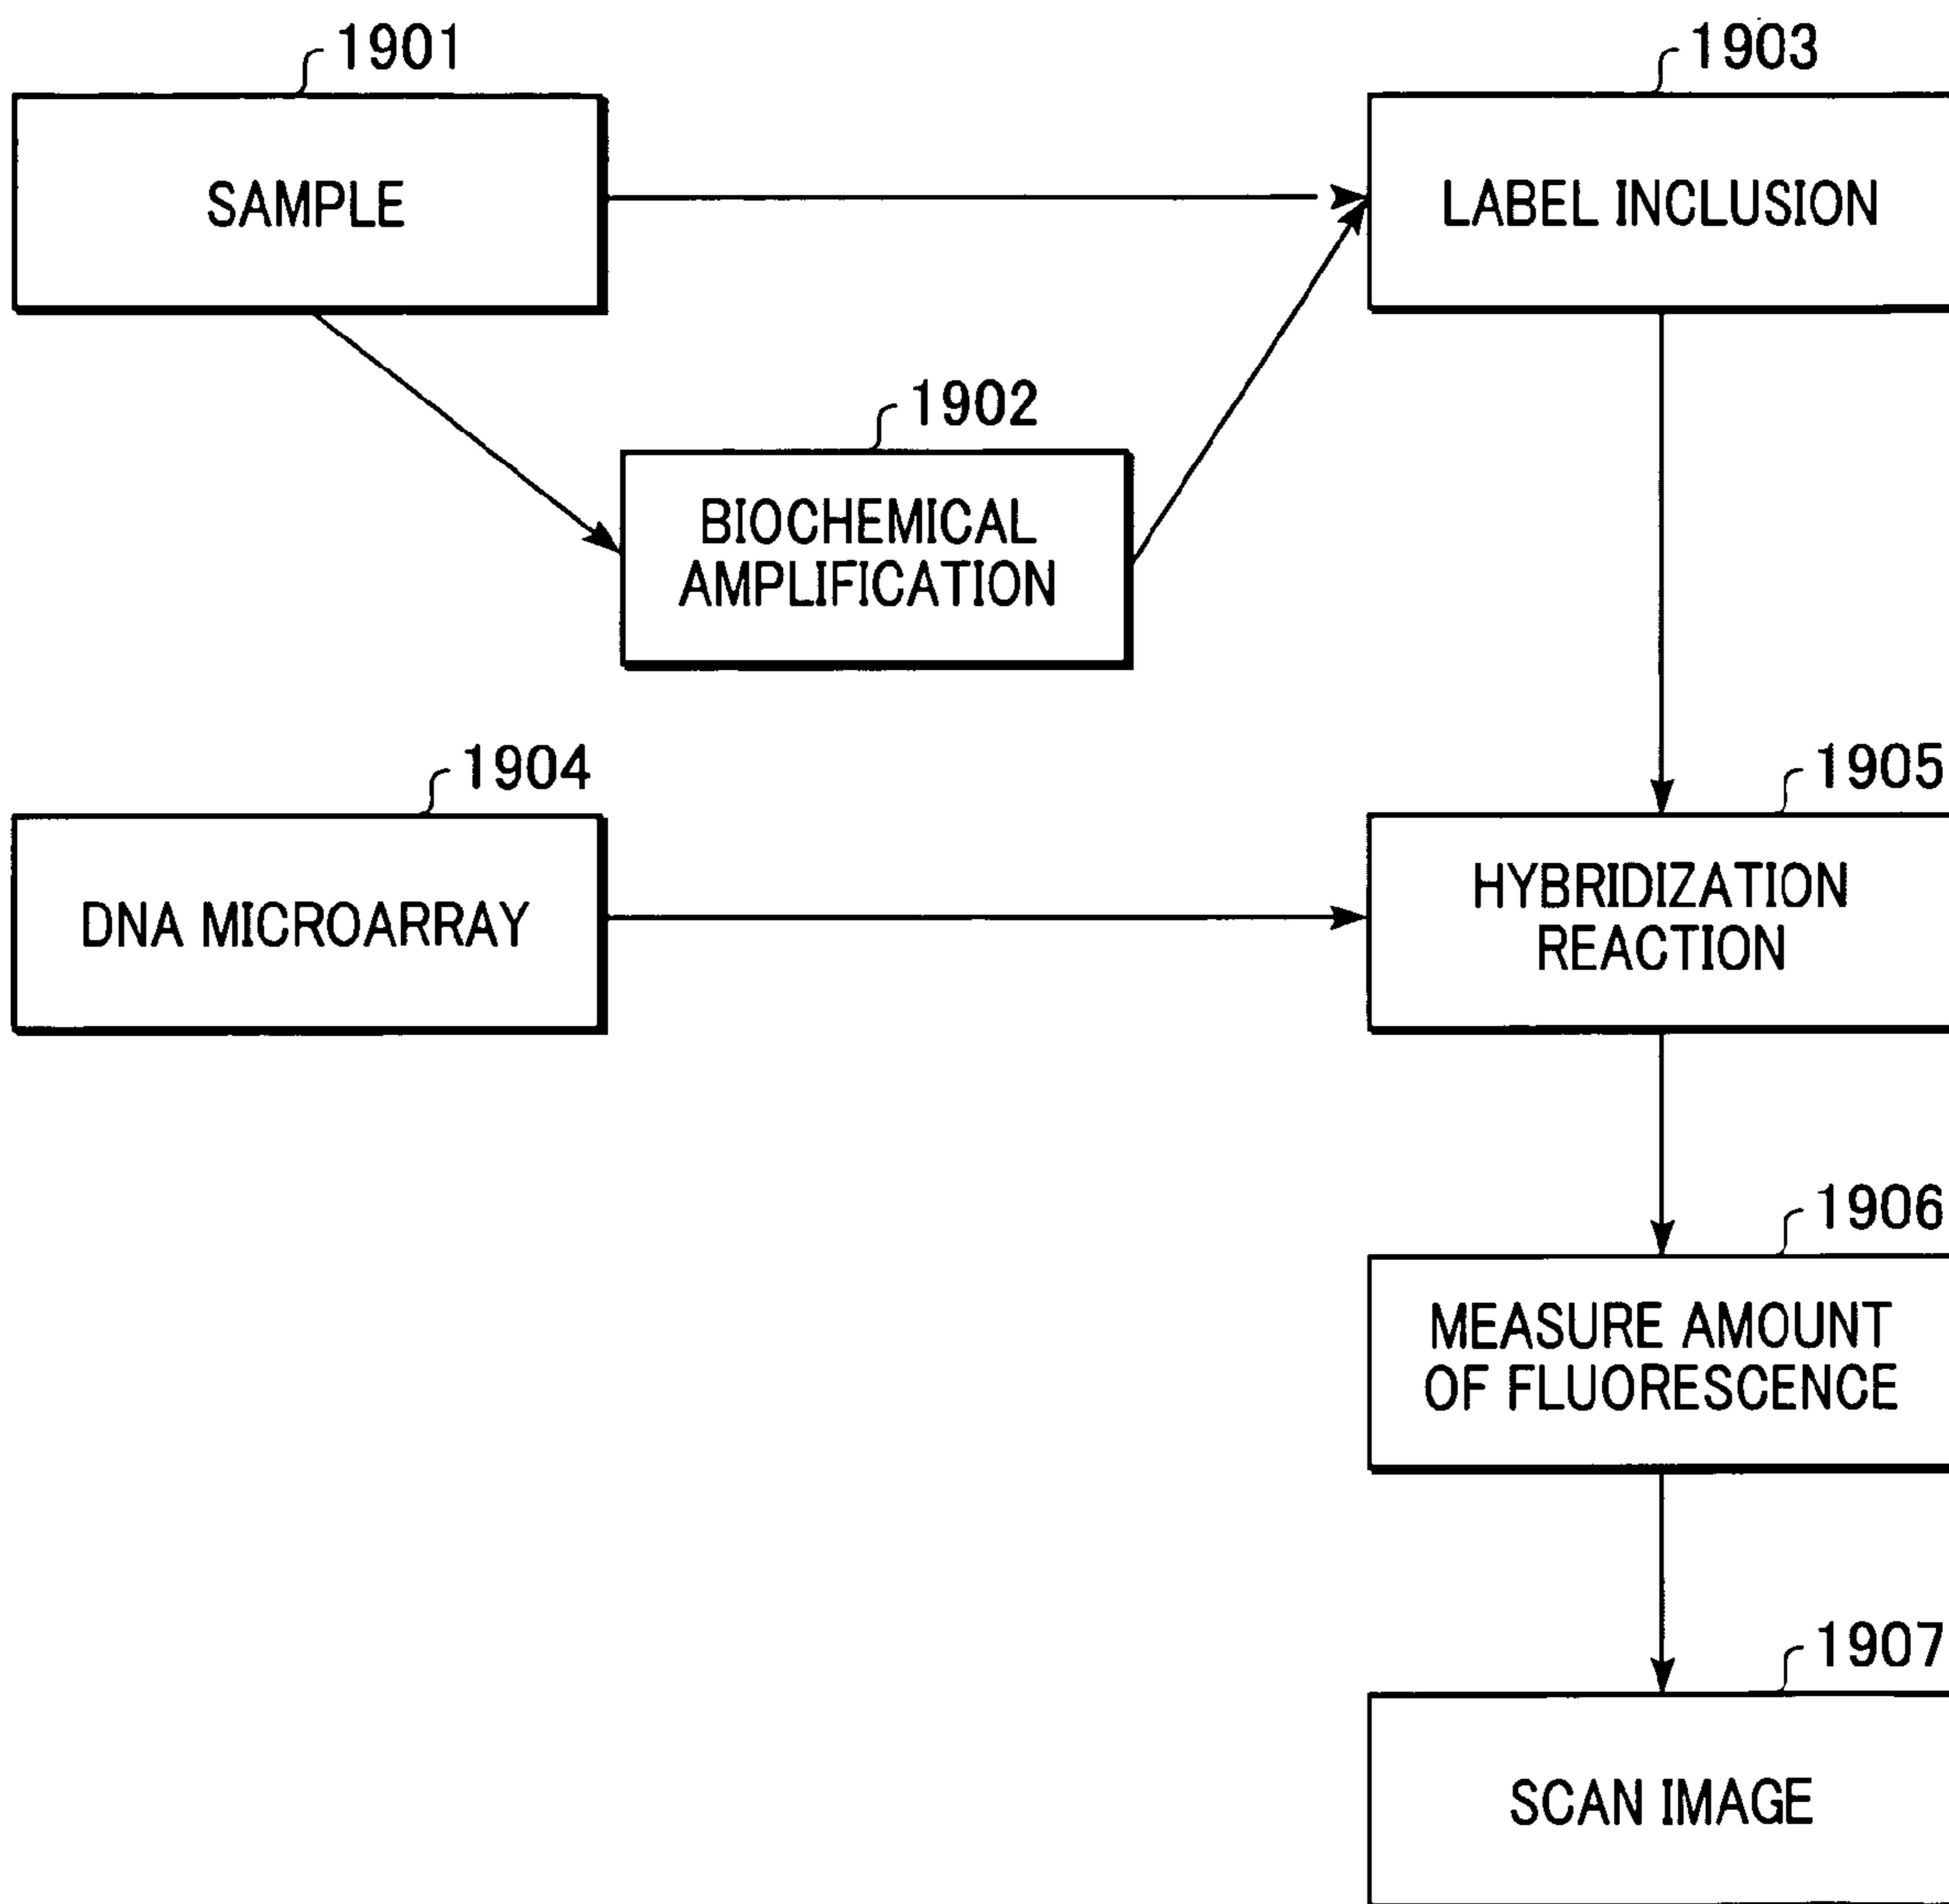 1901
SAMPLE
1903
LABEL INCLUSION
1902
BIOCHEMICAL
AMPLIFICATION
1904
DNA MICROARRAY
1905
HYBRIDIZATION
REACTION
1906
MEASURE AMOUNT
OF FLUORESCENCE
1907
SCAN IMAGE